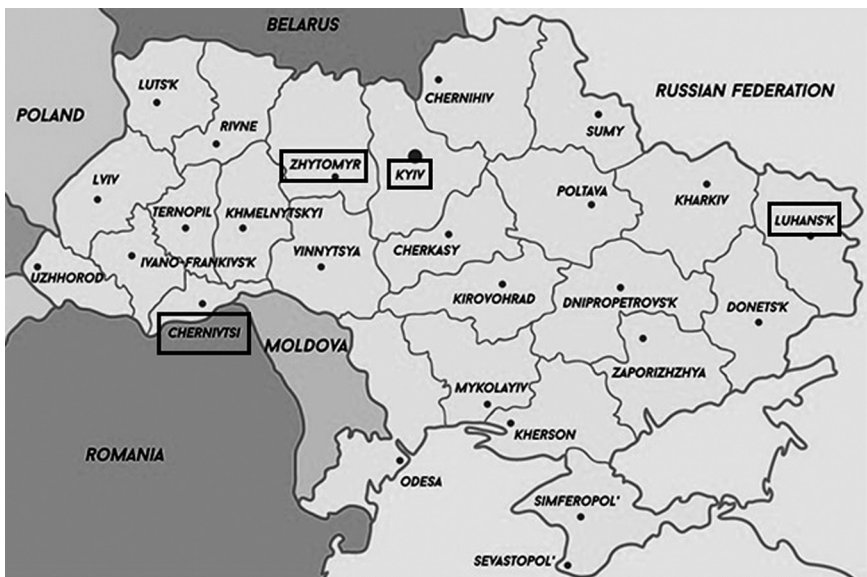 BELARUS
POLAND
RUSSIAN FEDERATION
LUTS'K
CHERNIHIV
RIVNE
SUMY
ZHYTOMYR
KYIV
LVIV
POLTAVA
KHARKIV
TERNOPIL
KHMELNYTSKYI
LUHANS'K
CHERKASY
VINNYTSYA
IVANO-FRANKIVS'K
UZHHOROD
KIROVOHRAD
DNIPROPETROVS'K
DONETS'K
CHERNIVTSI
MOLDOVA
ZAPORIZHZHYA
MYKOLAYIV
KHERSON
ROMANIA
ODESA
SIMFEROPOL'
SEVASTOPOL'